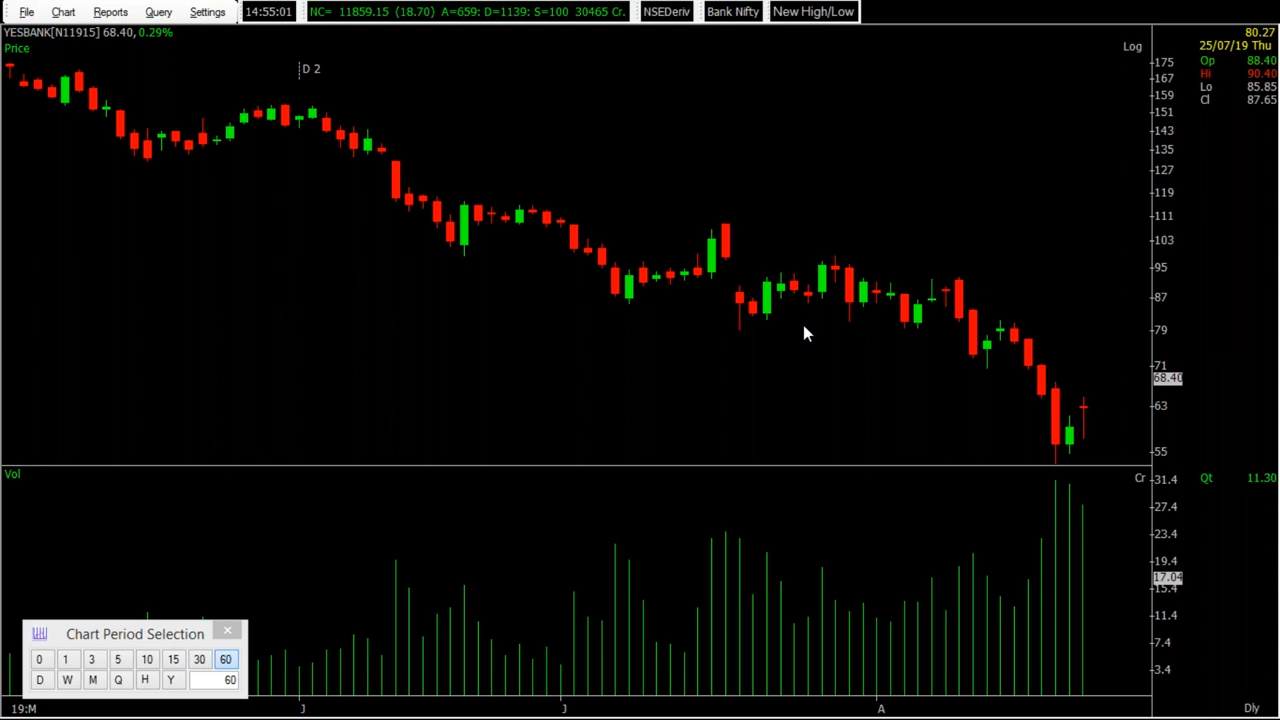 File Chart Reports Query Settings 14:55:01 NC= 11859.15 (18.70) A=659: D=1139: S=100 30465 Cr. NSEDeriv Bank Nifty New High/Low
YESBANK[N11915] 68.40, 0.29%
80.27
Price
Log
25/07/19 Thu
Op 88.40
Hi 90.40
Lo 85.85
Cl 87.65
D 2
175
167
159
151
143
135
127
119
111
103
95
87
79
71
68.40
63
55
Vol
Cr
Qt 11.30
31.4
27.4
23.4
19.4
17.04
15.4
11.4
7.4
3.4
Chart Period Selection
0 1 3 5 10 15 30 60
D W M Q H Y 60
19:M J J A Dly